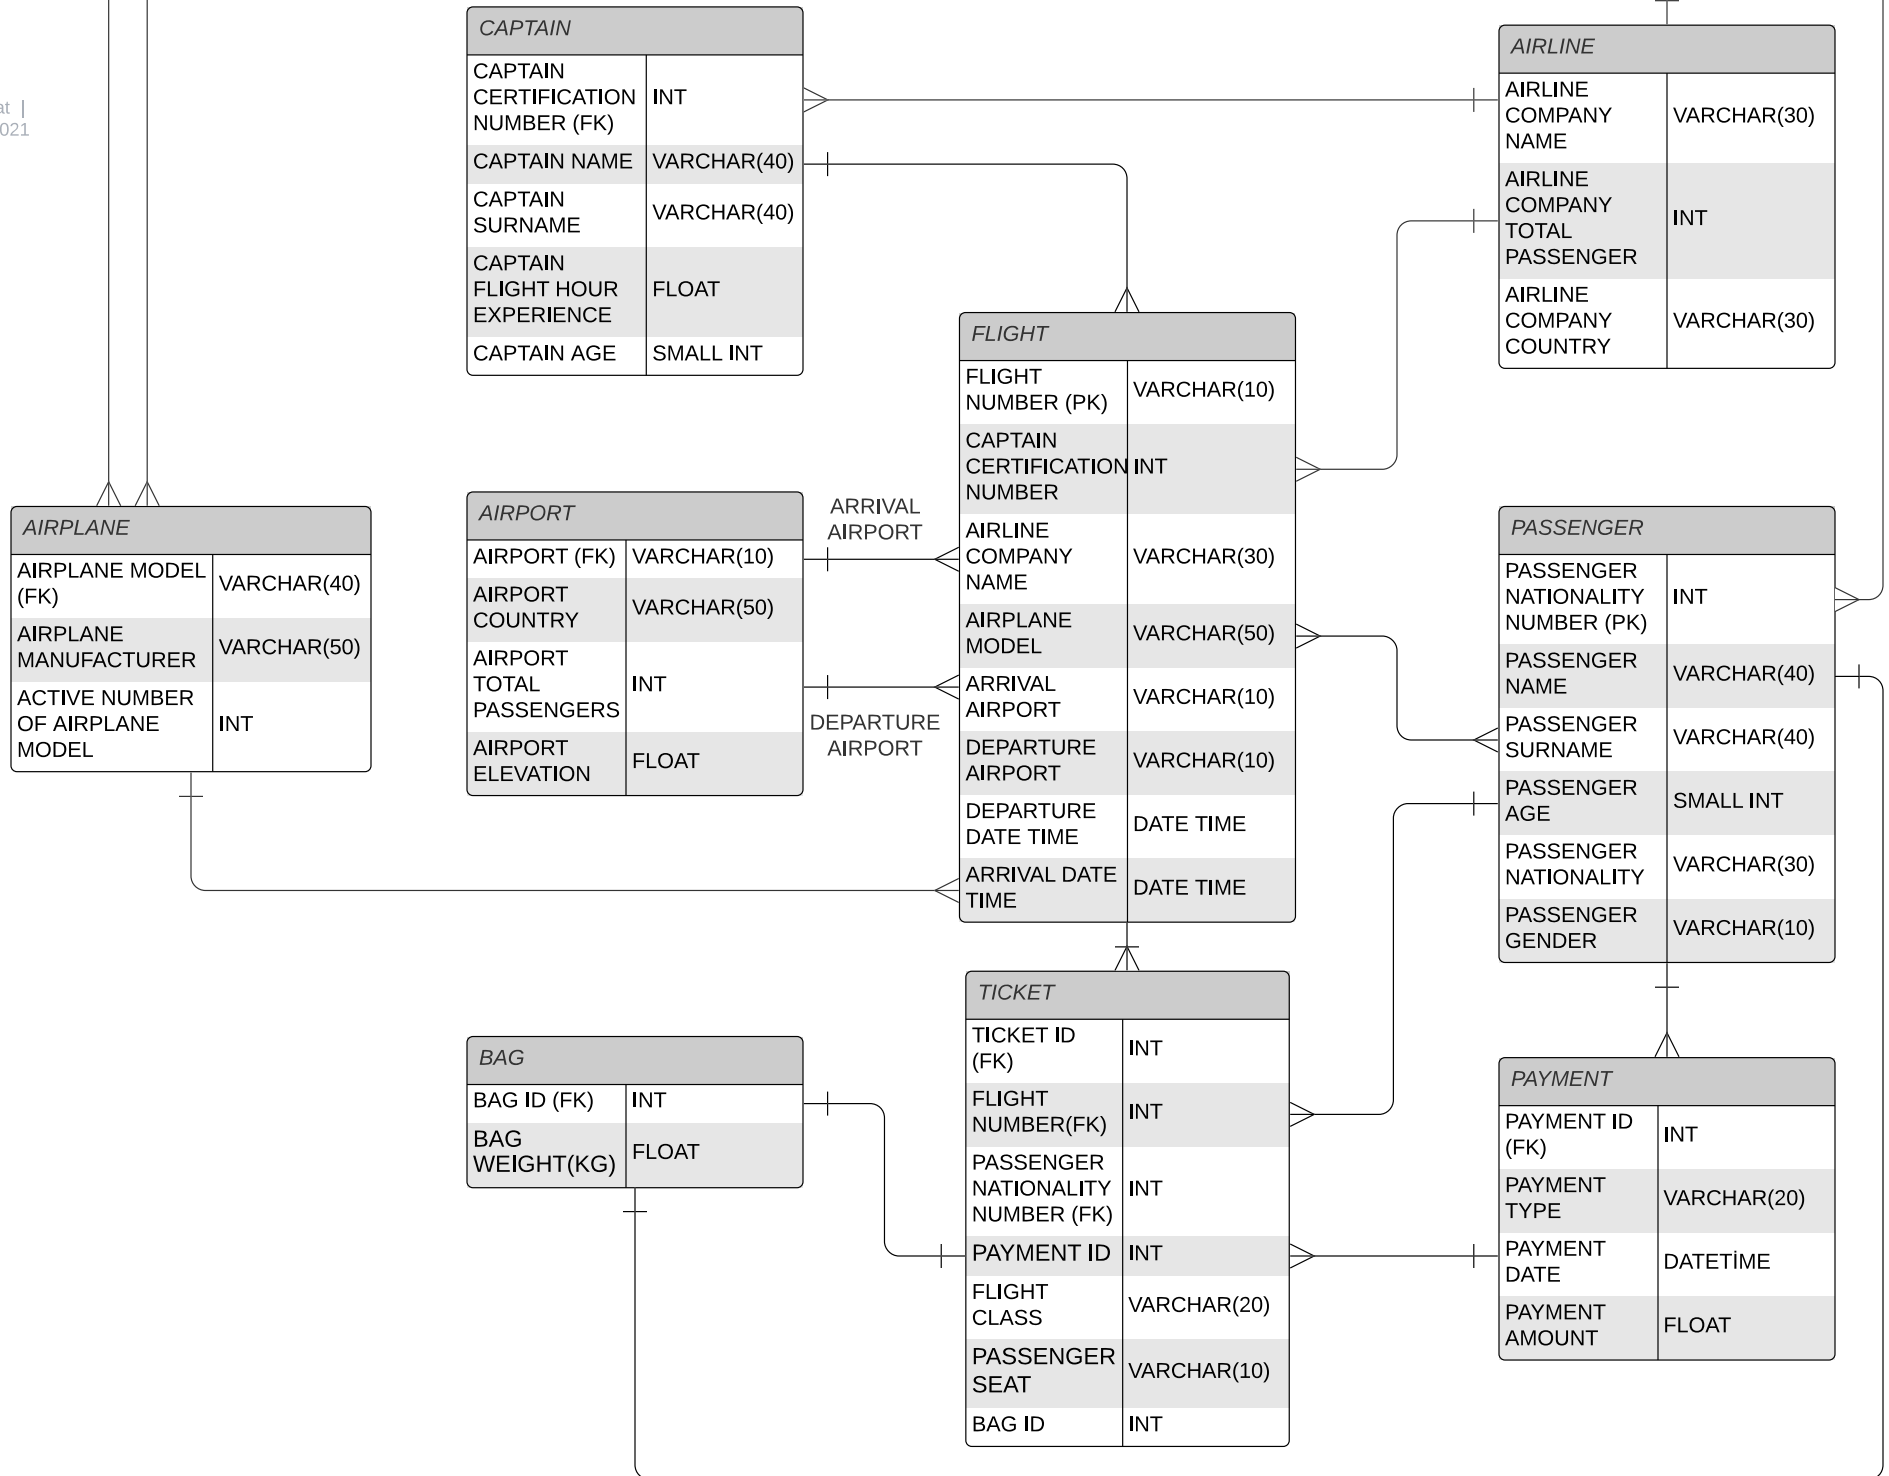 at |
021
CAPTAIN
CAPTAIN
CERTIFICATION
NUMBER (FK)
INT
CAPTAIN NAME
VARCHAR(40)
CAPTAIN
SURNAME
VARCHAR(40)
CAPTAIN
FLIGHT HOUR
EXPERIENCE
FLOAT
CAPTAIN AGE
SMALL INT
AIRLINE
AIRLINE
COMPANY
NAME
VARCHAR(30)
AIRLINE
COMPANY
TOTAL
PASSENGER
INT
AIRLINE
COMPANY
COUNTRY
VARCHAR(30)
FLIGHT
FLIGHT
NUMBER (PK)
VARCHAR(10)
CAPTAIN
CERTIFICATION
NUMBER
INT
AIRLINE
COMPANY
NAME
VARCHAR(30)
AIRPLANE
MODEL
VARCHAR(50)
ARRIVAL
AIRPORT
VARCHAR(10)
DEPARTURE
AIRPORT
VARCHAR(10)
DEPARTURE
DATE TIME
DATE TIME
ARRIVAL DATE
TIME
DATE TIME
AIRPLANE
AIRPLANE MODEL
(FK)
VARCHAR(40)
AIRPLANE
MANUFACTURER
VARCHAR(50)
ACTIVE NUMBER
OF AIRPLANE
MODEL
INT
AIRPORT
AIRPORT (FK)
VARCHAR(10)
AIRPORT
COUNTRY
VARCHAR(50)
AIRPORT
TOTAL
PASSENGERS
INT
AIRPORT
ELEVATION
FLOAT
ARRIVAL
AIRPORT
DEPARTURE
AIRPORT
PASSENGER
PASSENGER
NATIONALITY
NUMBER (PK)
INT
PASSENGER
NAME
VARCHAR(40)
PASSENGER
SURNAME
VARCHAR(40)
PASSENGER
AGE
SMALL INT
PASSENGER
NATIONALITY
VARCHAR(30)
PASSENGER
GENDER
VARCHAR(10)
BAG
BAG ID (FK)
INT
BAG
WEIGHT(KG)
FLOAT
TICKET
TICKET ID
(FK)
INT
FLIGHT
NUMBER(FK)
INT
PASSENGER
NATIONALITY
NUMBER (FK)
INT
PAYMENT ID
INT
FLIGHT
CLASS
VARCHAR(20)
PASSENGER
SEAT
VARCHAR(10)
BAG ID
INT
PAYMENT
PAYMENT ID
(FK)
INT
PAYMENT
TYPE
VARCHAR(20)
PAYMENT
DATE
DATETİME
PAYMENT
AMOUNT
FLOAT